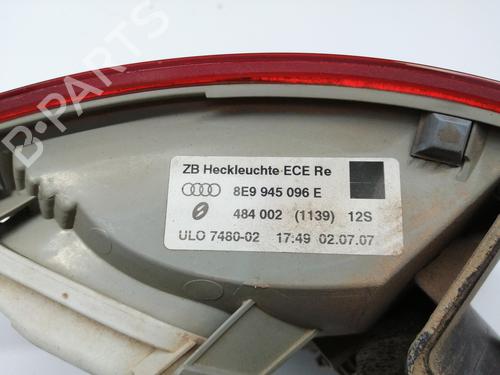 ZB Heckleuchte ECE Re
8E9 945 096 E
484 002 (1139) 12S
ULO 7480-02 17:49 02.07.07
B-PARTS